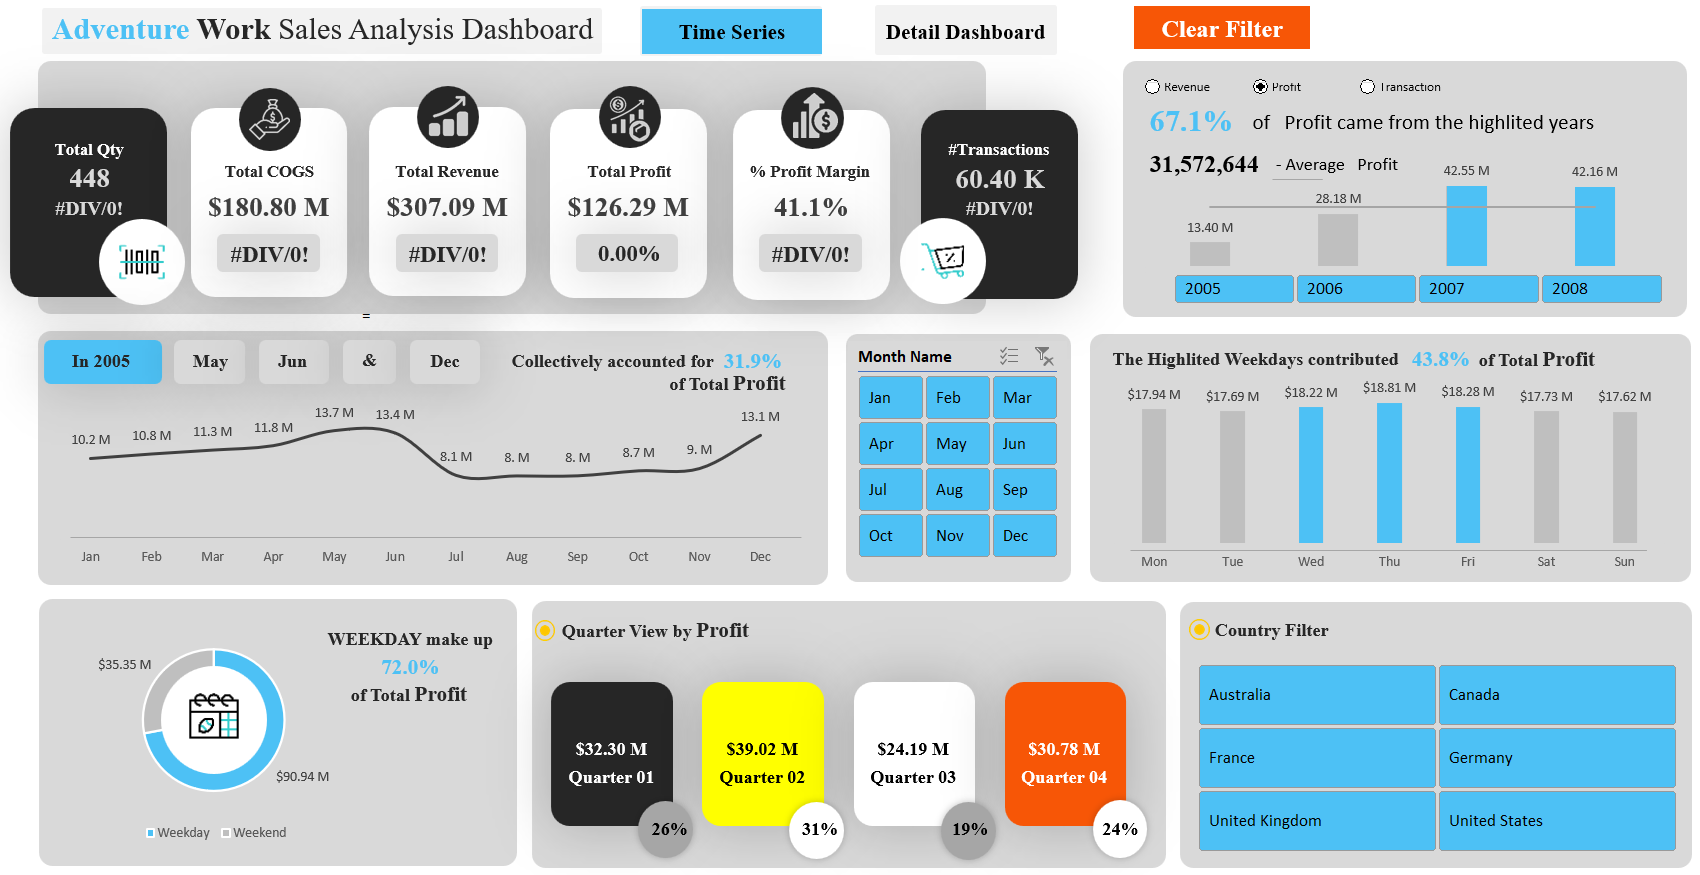 Adventure Work Sales Analysis Dashboard
Time Series
Detail Dashboard
Clear Filter
Total Qty
448
#DIV/0!
Total COGS
$180.80 M
#DIV/0!
Total Revenue
$307.09 M
#DIV/0!
Total Profit
$126.29 M
0.00%
% Profit Margin
41.1%
#DIV/0!
#Transactions
60.40 K
#DIV/0!
=
Revenue Profit Transaction
67.1% of Profit came from the highlited years
31,572,644 - Average Profit
13.40 M 28.18 M 42.55 M 42.16 M
2005 2006 2007 2008
In 2005 May Jun & Dec
Collectively accounted for 31.9%
of Total Profit
10.2 M 10.8 M 11.3 M 11.8 M 13.7 M 13.4 M 8.1 M 8. M 8. M 8.7 M 9. M 13.1 M
Jan Feb Mar Apr May Jun Jul Aug Sep Oct Nov Dec
Month Name
Jan Feb Mar
Apr May Jun
Jul Aug Sep
Oct Nov Dec
The Highlited Weekdays contributed 43.8% of Total Profit
$17.94 M $17.69 M $18.22 M $18.81 M $18.28 M $17.73 M $17.62 M
Mon Tue Wed Thu Fri Sat Sun
WEEKDAY make up
72.0%
of Total Profit
$35.35 M
$90.94 M
Weekday Weekend
Quarter View by Profit
$32.30 M
Quarter 01
26%
$39.02 M
Quarter 02
31%
$24.19 M
Quarter 03
19%
$30.78 M
Quarter 04
24%
Country Filter
Australia Canada
France Germany
United Kingdom United States